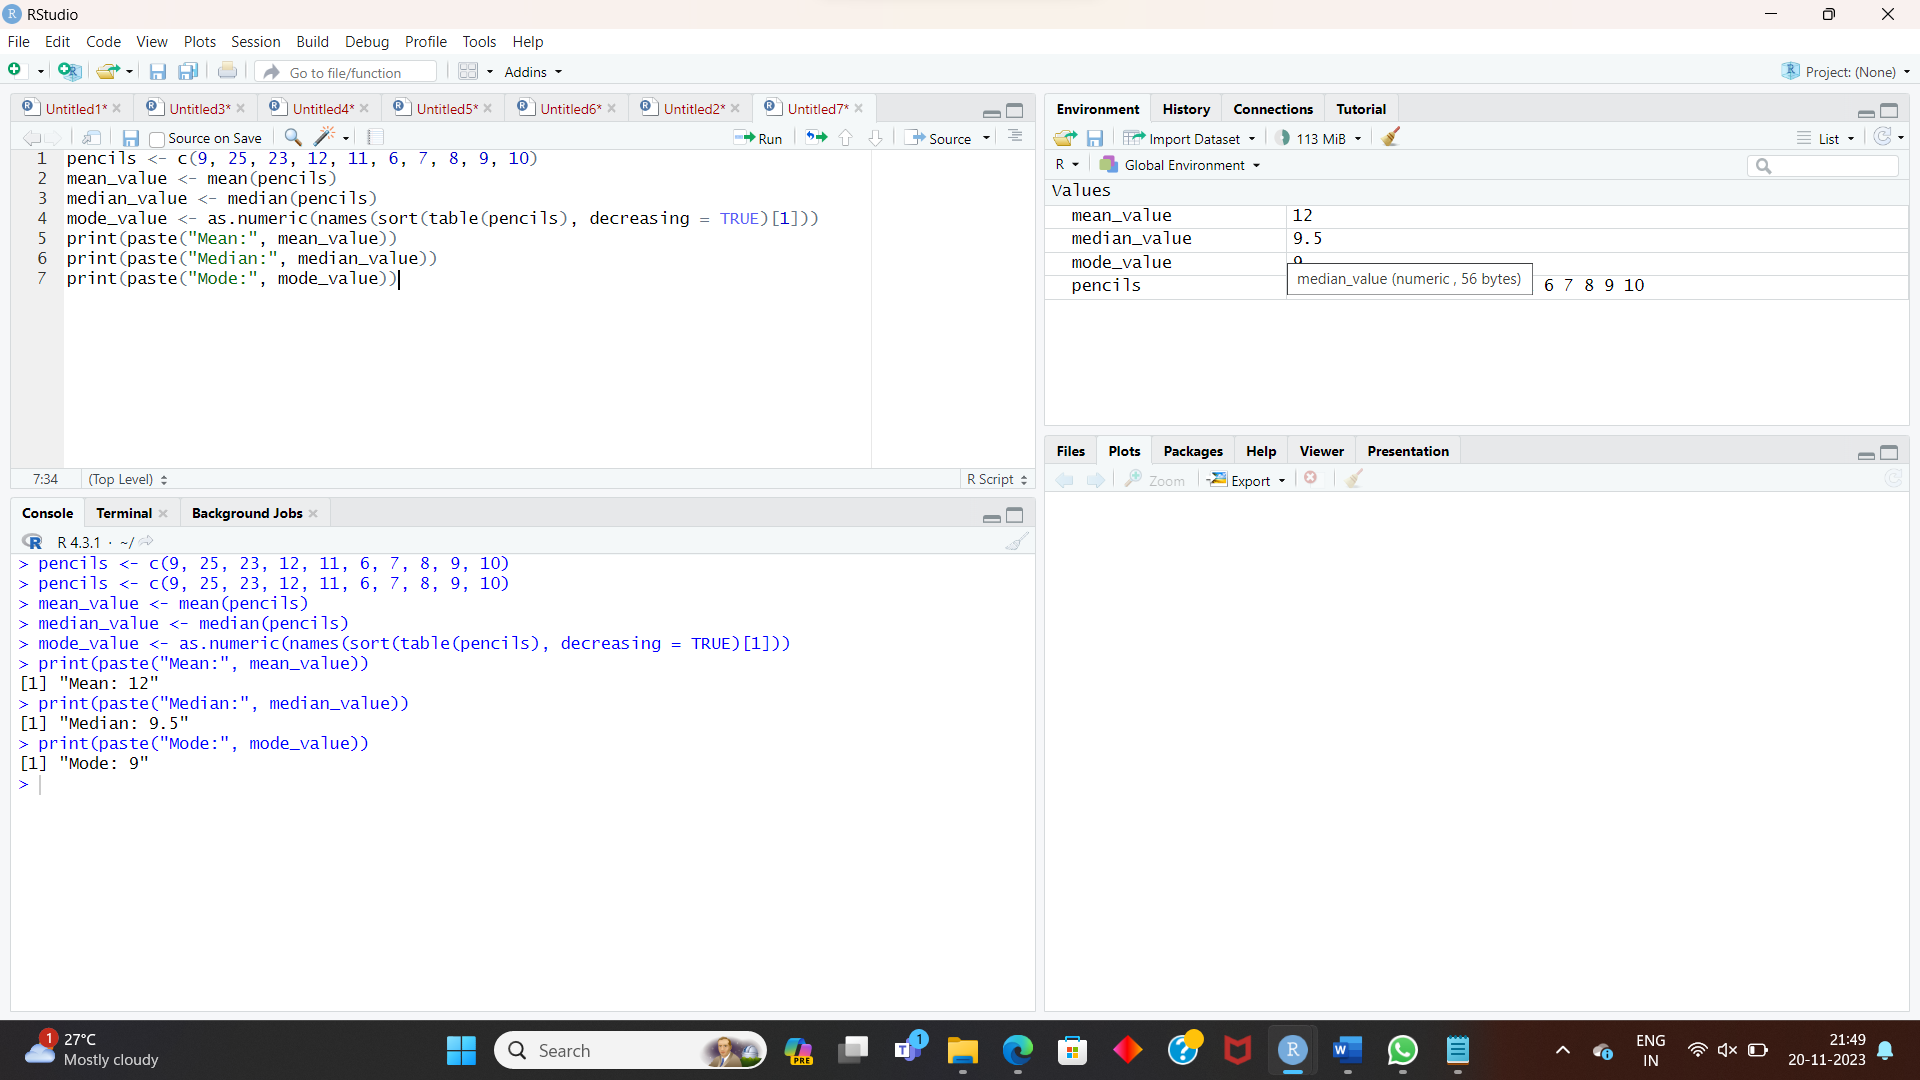 RStudio
File Edit Code View Plots Session Build Debug Profile Tools Help
Go to file/function Addins Project: (None)
Untitled1* Untitled3* Untitled4* Untitled5* Untitled6* Untitled2* Untitled7*
Source on Save Run Source
1 pencils <- c(9, 25, 23, 12, 11, 6, 7, 8, 9, 10)
2 mean_value <- mean(pencils)
3 median_value <- median(pencils)
4 mode_value <- as.numeric(names(sort(table(pencils), decreasing = TRUE)[1]))
5 print(paste("Mean:", mean_value))
6 print(paste("Median:", median_value))
7 print(paste("Mode:", mode_value))
7:34 (Top Level) R Script
Console Terminal Background Jobs
R 4.3.1 · ~/
> pencils <- c(9, 25, 23, 12, 11, 6, 7, 8, 9, 10)
> pencils <- c(9, 25, 23, 12, 11, 6, 7, 8, 9, 10)
> mean_value <- mean(pencils)
> median_value <- median(pencils)
> mode_value <- as.numeric(names(sort(table(pencils), decreasing = TRUE)[1]))
> print(paste("Mean:", mean_value))
[1] "Mean: 12"
> print(paste("Median:", median_value))
[1] "Median: 9.5"
> print(paste("Mode:", mode_value))
[1] "Mode: 9"
>
Environment History Connections Tutorial
Import Dataset 113 MiB List
R Global Environment
Values
mean_value 12
median_value 9.5
mode_value 9
median_value (numeric , 56 bytes)
pencils 6 7 8 9 10
Files Plots Packages Help Viewer Presentation
Zoom Export
1 27°C
Mostly cloudy
Search
PRE
1
ENG
IN
21:49
20-11-2023